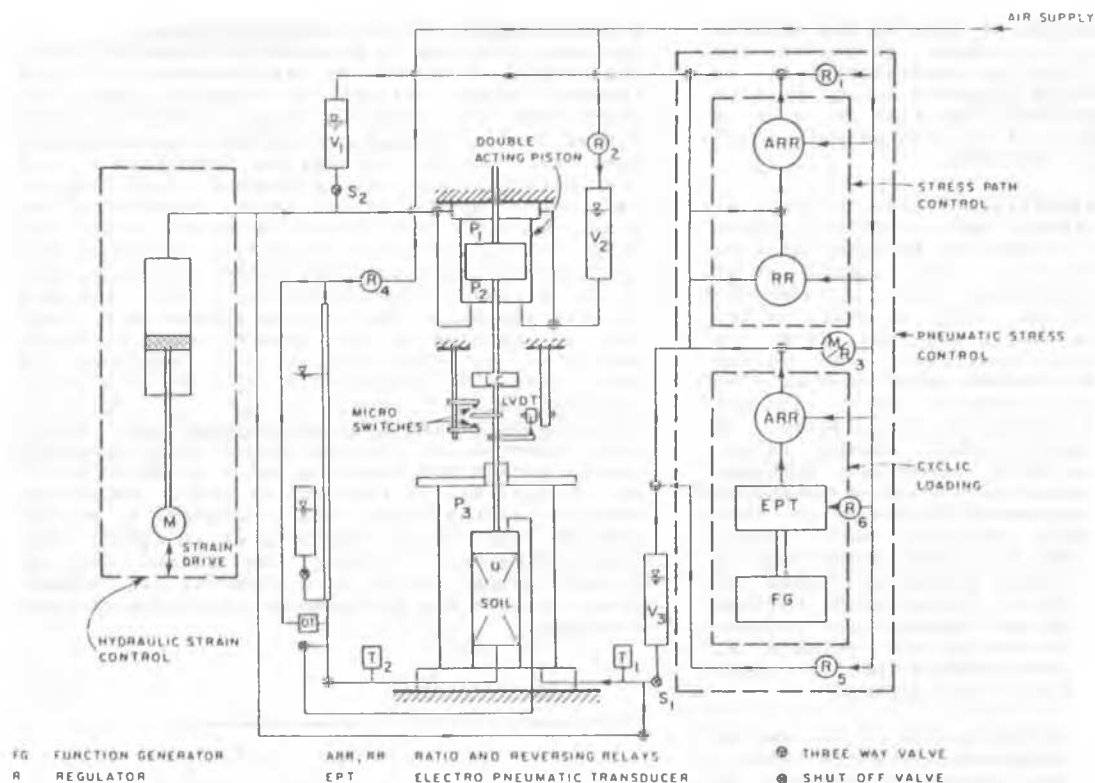 AIR SUPPLY
R1
V1
S2
DOUBLE
ACTING PISTON
R2
V2
P1
P2
R4
ARR
STRESS PATH
CONTROL
RR
PNEUMATIC STRESS
CONTROL
M/R 3
LVDT
MICRO
SWITCHES
ARR
CYCLIC
LOADING
P3
EPT
R6
M
STRAIN
DRIVE
u
SOIL
V3
FG
HYDRAULIC STRAIN
CONTROL
DT
T2
T1
S1
R5
FG FUNCTION GENERATOR
ARR, RR RATIO AND REVERSING RELAYS
THREE WAY VALVE
R REGULATOR
EPT ELECTRO PNEUMATIC TRANSDUCER
SHUT OFF VALVE